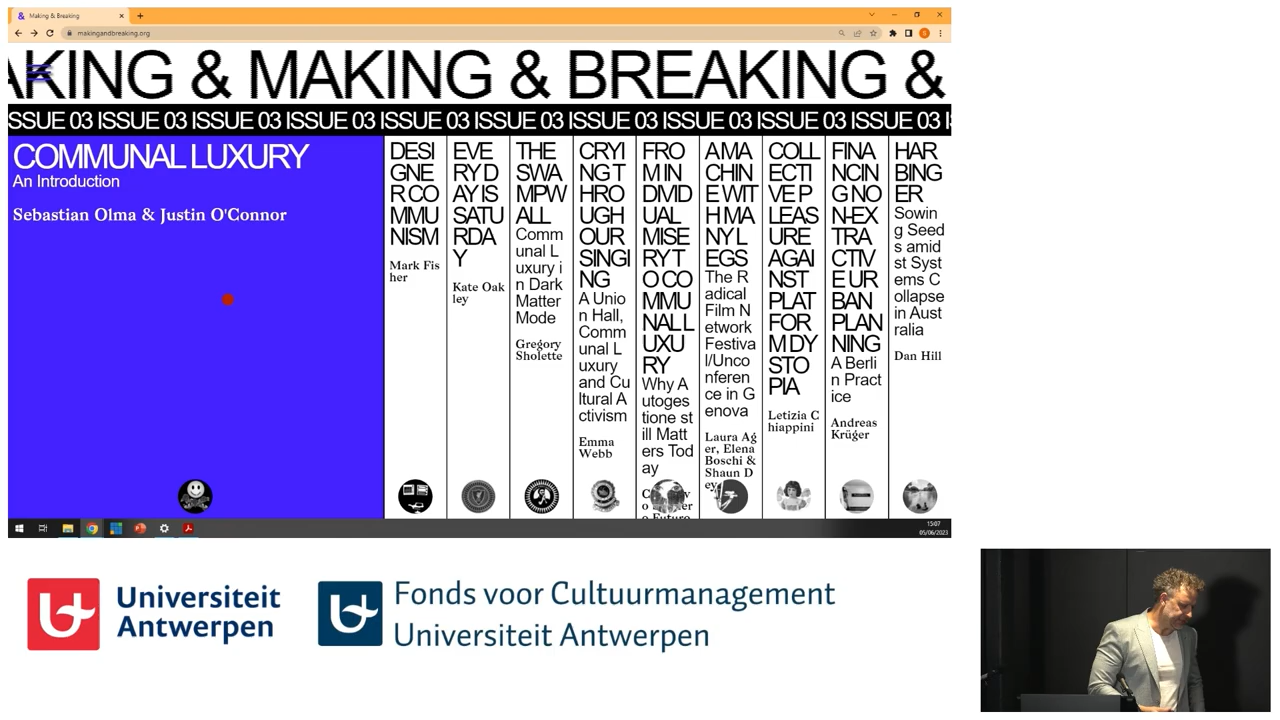 Making & Breaking
makingandbreaking.org
AKING & MAKING & BREAKING &
SSUE 03 ISSUE 03 ISSUE 03 ISSUE 03 ISSUE 03 ISSUE 03 ISSUE 03 ISSUE 03 ISSUE 03 ISSUE 03 I
COMMUNAL LUXURY
An Introduction
Sebastian Olma & Justin O'Connor
DESI
GNE
R CO
MMU
NISM
Mark Fis
her
EVE
RY D
AY IS
SATU
RDA
Y
Kate Oak
ley
THE
SWA
MPW
ALL
Comm
unal L
uxury i
n Dark
Matter
Mode
Gregory
Sholette
CRYI
NG T
HRO
UGH
OUR
SINGI
NG
A Unio
n Hall,
Comm
unal L
uxury
and Cu
ltural A
ctivism
Emma
Webb
FRO
M IN
DIVID
UAL
MISE
RY T
O CO
MMU
NAL L
UXU
RY
Why A
utoges
tione st
ill Matt
ers Tod
ay
A MA
CHIN
E WIT
H MA
NY L
EGS
The R
adical
Film N
etwork
Festiva
l/Unco
nferen
ce in G
enova
Laura Ag
er, Elena
Boschi &
Shaun D
ey
COLL
ECTI
VE P
LEAS
URE
AGAI
NST
PLAT
FOR
M DY
STO
PIA
Letizia C
hiappini
FINA
NCIN
G NO
N-EX
TRA
CTIV
E UR
BAN
PLAN
NING
A Berli
n Pract
ice
Andreas
Krüger
HAR
BING
ER
Sowin
g Seed
s amid
st Syst
ems C
ollapse
in Aust
ralia
Dan Hill
15:07
05/06/2023
Universiteit
Antwerpen
Fonds voor Cultuurmanagement
Universiteit Antwerpen